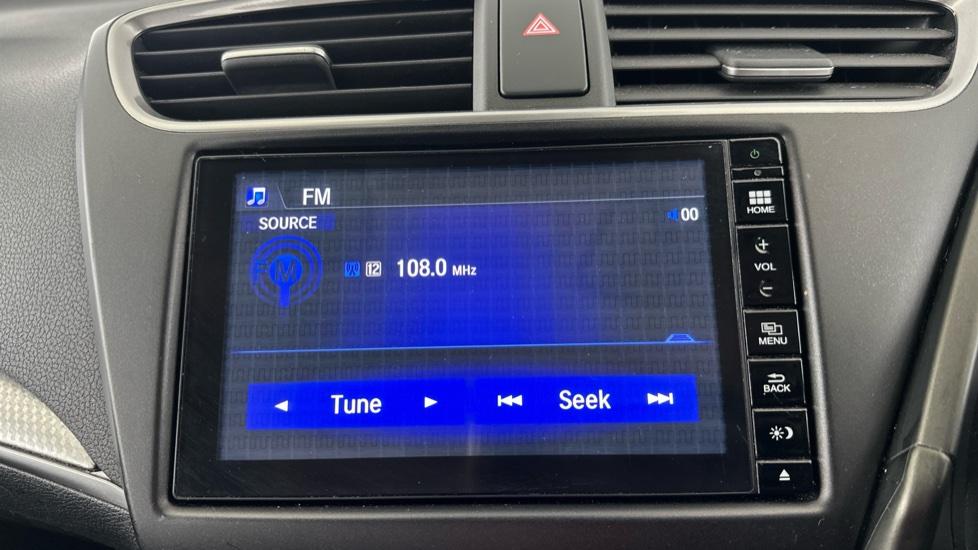 FM
SOURCE
00
FM
12 108.0 MHz
Tune
Seek
HOME
+
VOL
−
MENU
BACK